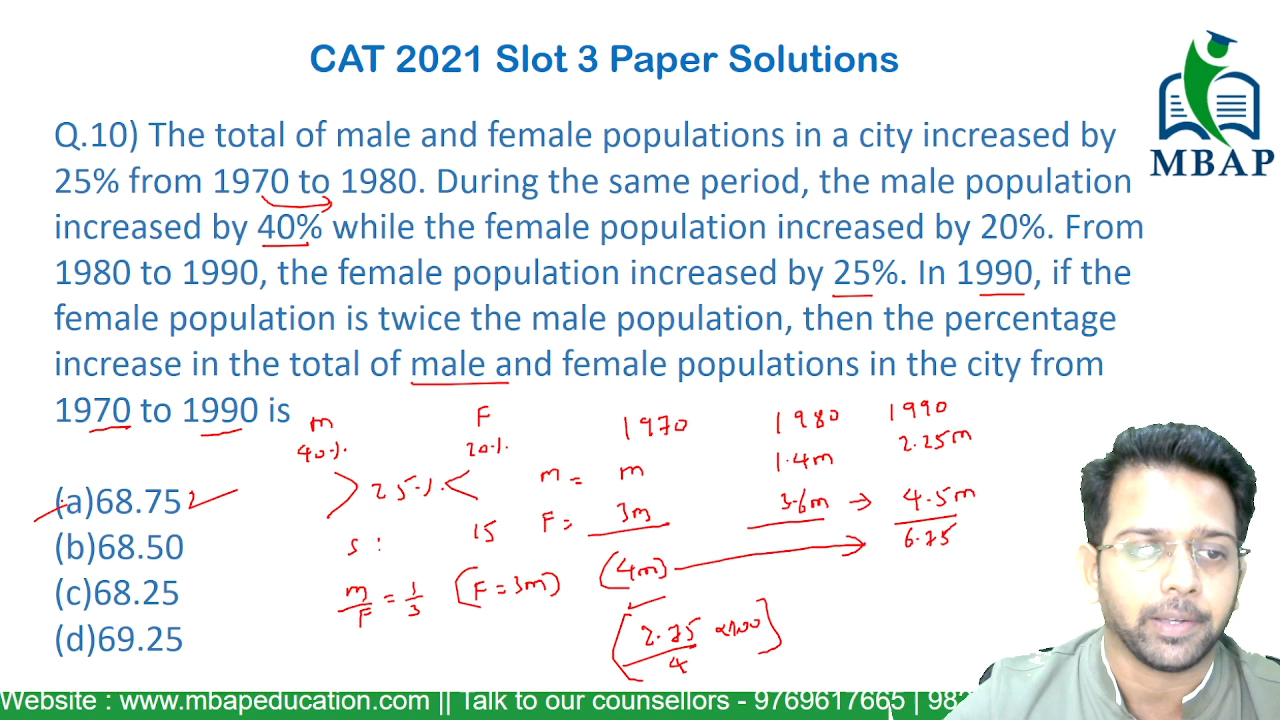 CAT 2021 Slot 3 Paper Solutions
MBAP
Q.10) The total of male and female populations in a city increased by
25% from 1970 to 1980. During the same period, the male population
increased by 40% while the female population increased by 20%. From
1980 to 1990, the female population increased by 25%. In 1990, if the
female population is twice the male population, then the percentage
increase in the total of male and female populations in the city from
1970 to 1990 is
m F 1970 1980 1990
40% 20% m = m 1.4m 2.25m
25%
5 : 15 F = 3m 3.6m → 4.5m
6.75
m/F = 1/3 (F = 3m) (4m)
2.75/4 ×100
(a)68.75
(b)68.50
(c)68.25
(d)69.25
Website : www.mbapeducation.com || Talk to our counsellors - 9769617665 | 98